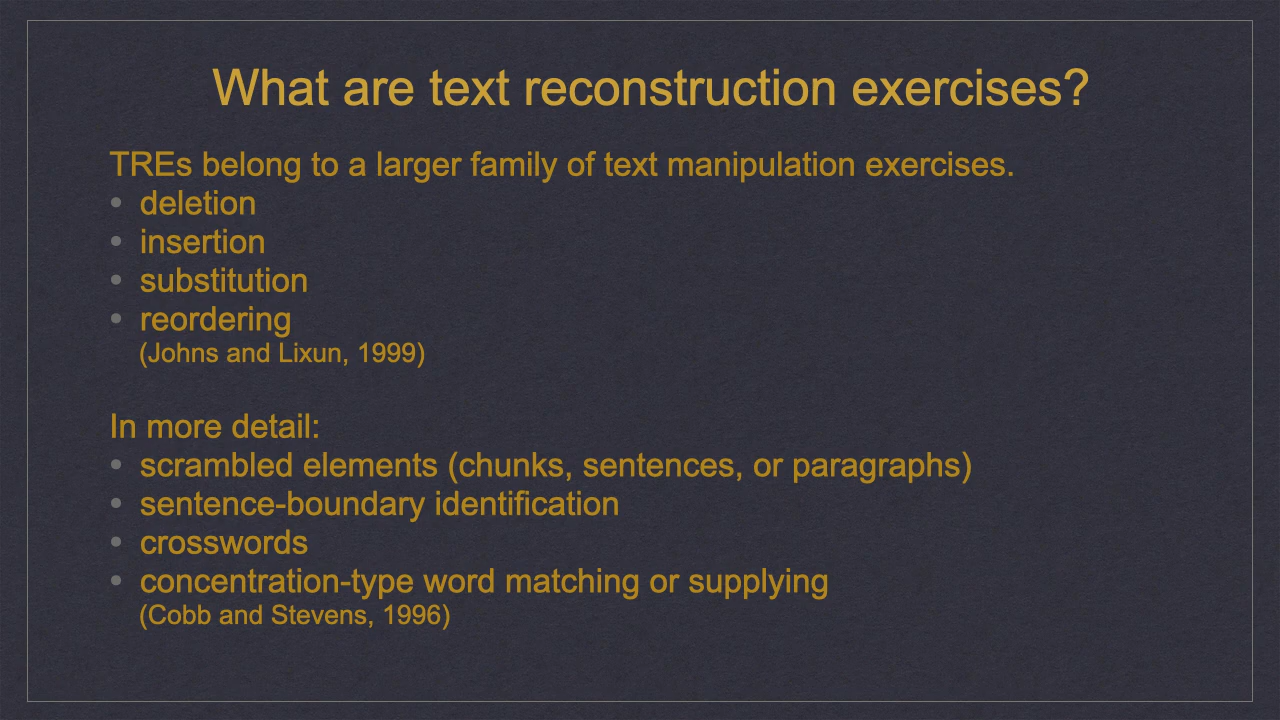 What are text reconstruction exercises?
TREs belong to a larger family of text manipulation exercises.
• deletion
• insertion
• substitution
• reordering
(Johns and Lixun, 1999)
In more detail:
• scrambled elements (chunks, sentences, or paragraphs)
• sentence-boundary identification
• crosswords
• concentration-type word matching or supplying
(Cobb and Stevens, 1996)